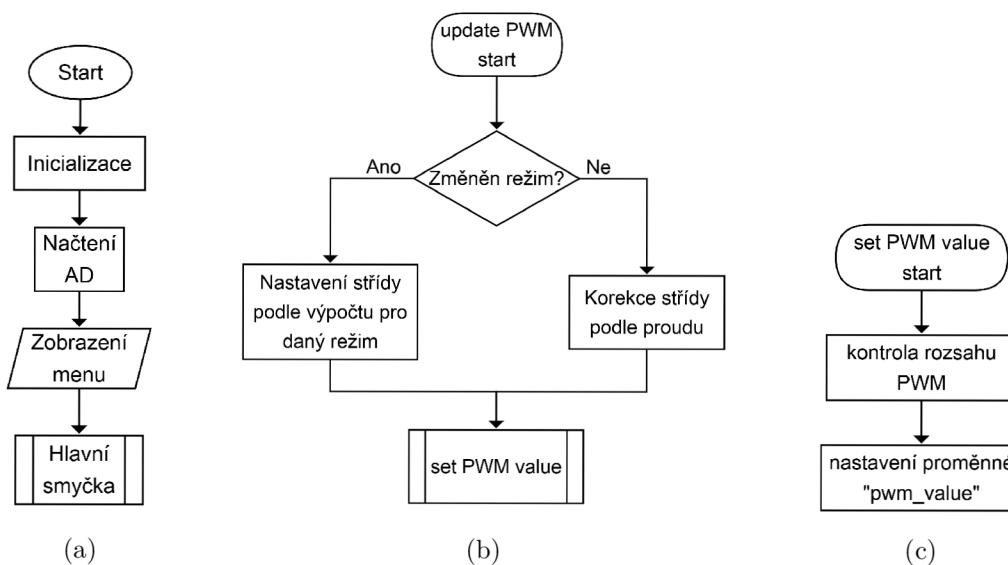 Start
Inicializace
Načtení
AD
Zobrazení
menu
Hlavní
smyčka
(a)
update PWM
start
Změněn režim?
Ano
Ne
Nastavení střídy
podle výpočtu pro
daný režim
Korekce střídy
podle proudu
set PWM value
(b)
set PWM value
start
kontrola rozsahu
PWM
nastavení proměnné
"pwm_value"
(c)